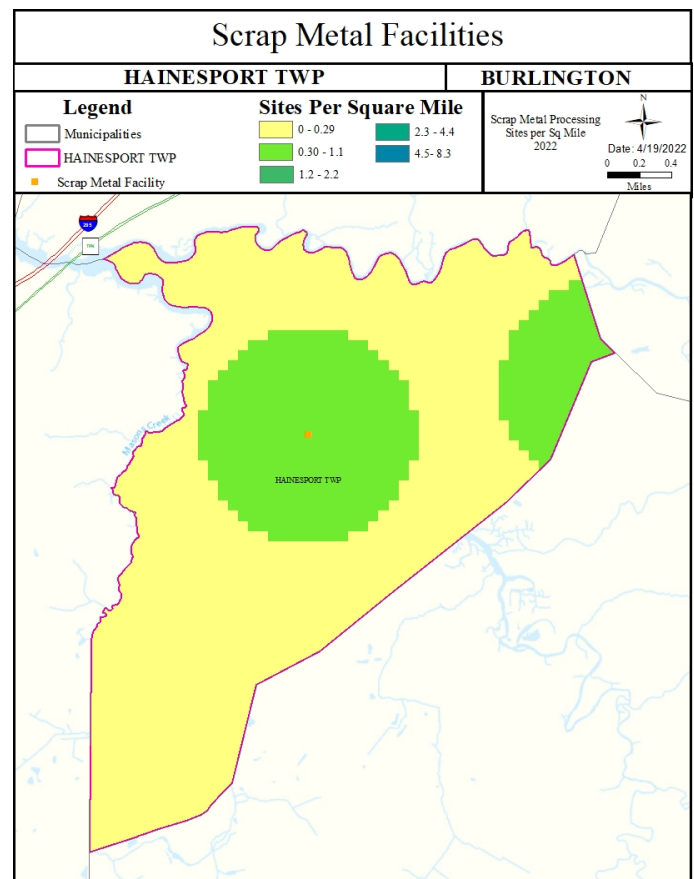 Scrap Metal Facilities
HAINESPORT TWP
BURLINGTON
Legend
Municipalities
HAINESPORT TWP
Scrap Metal Facility
Sites Per Square Mile
0 - 0.29
0.30 - 1.1
1.2 - 2.2
2.3 - 4.4
4.5- 8.3
Scrap Metal Processing
Sites per Sq Mile
2022
N
Date: 4/19/2022
0 0.2 0.4
Miles
Masons Creek
HAINESPORT TWP